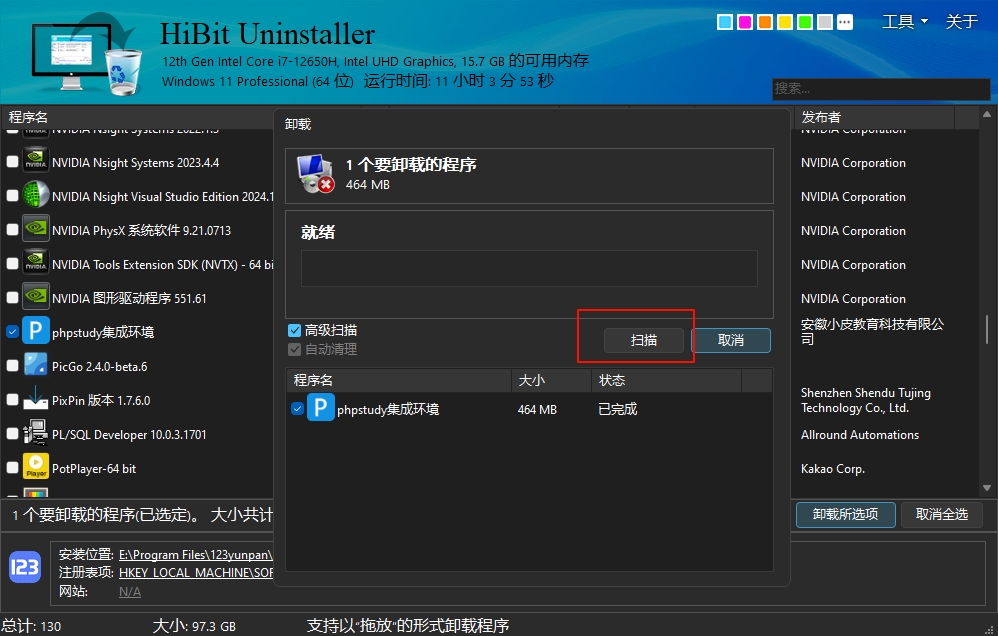 HiBit Uninstaller
12th Gen Intel Core i7-12650H, Intel UHD Graphics, 15.7 GB 的可用内存
Windows 11 Professional (64 位) 运行时间: 11 小时 3 分 53 秒
工具 关于
搜索...
程序名
发布者
NVIDIA Nsight Systems 2022.1.3
NVIDIA Corporation
NVIDIA Nsight Systems 2023.4.4
NVIDIA Corporation
NVIDIA Nsight Visual Studio Edition 2024.1
NVIDIA Corporation
NVIDIA PhysX 系统软件 9.21.0713
NVIDIA Corporation
NVIDIA Tools Extension SDK (NVTX) - 64 bi
NVIDIA Corporation
NVIDIA 图形驱动程序 551.61
NVIDIA Corporation
phpstudy集成环境
安徽小皮教育科技有限公
司
PicGo 2.4.0-beta.6
PixPin 版本 1.7.6.0
Shenzhen Shendu Tujing
Technology Co., Ltd.
PL/SQL Developer 10.0.3.1701
Allround Automations
PotPlayer-64 bit
Kakao Corp.
卸载
1 个要卸载的程序
464 MB
就绪
高级扫描
自动清理
扫描
取消
程序名 大小 状态
phpstudy集成环境 464 MB 已完成
1 个要卸载的程序(已选定)。 大小共计
卸载所选项
取消全选
123
安装位置: E:\Program Files\123yunpan\
注册表项: HKEY_LOCAL_MACHINE\SOF
网站: N/A
总计: 130 大小: 97.3 GB 支持以“拖放”的形式卸载程序